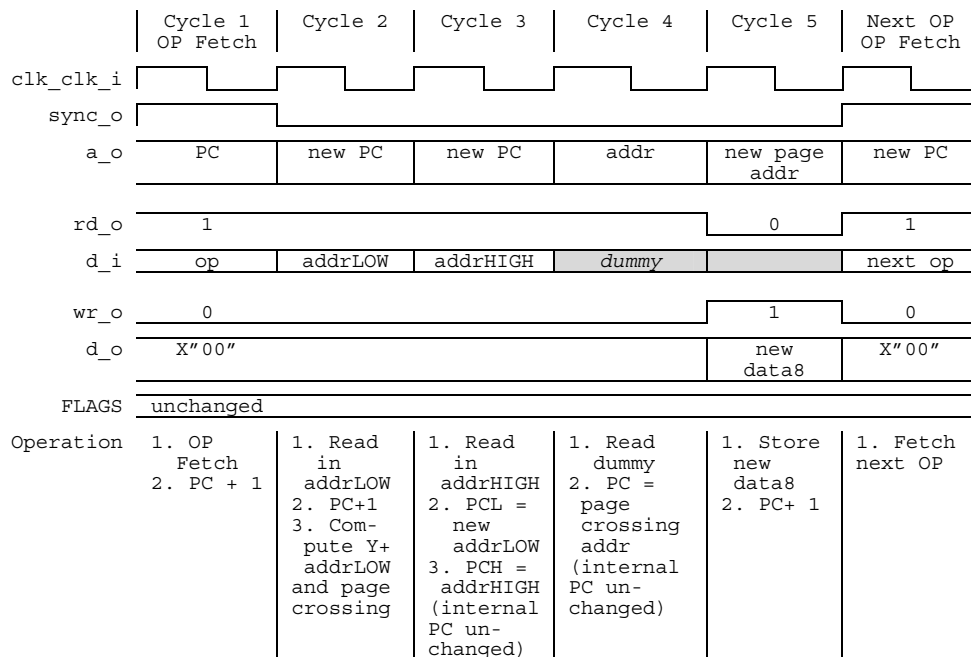 Cycle 1 Cycle 2 Cycle 3 Cycle 4 Cycle 5 Next OP
OP Fetch OP Fetch
clk_clk_i
sync_o
a_o PC new PC new PC addr new page new PC
addr
rd_o 1 0 1
d_i op addrLOW addrHIGH dummy next op
wr_o 0 1 0
d_o X"00" new X"00"
data8
FLAGS unchanged
Operation 1. OP 1. Read 1. Read 1. Read 1. Store 1. Fetch
Fetch in in dummy new next OP
2. PC + 1 addrLOW addrHIGH 2. PC = data8
2. PC+1 2. PCL = page 2. PC+ 1
3. Com- new crossing
pute Y+ addrLOW addr
addrLOW 3. PCH = (internal
and page addrHIGH PC un-
crossing (internal changed)
PC un-
changed)